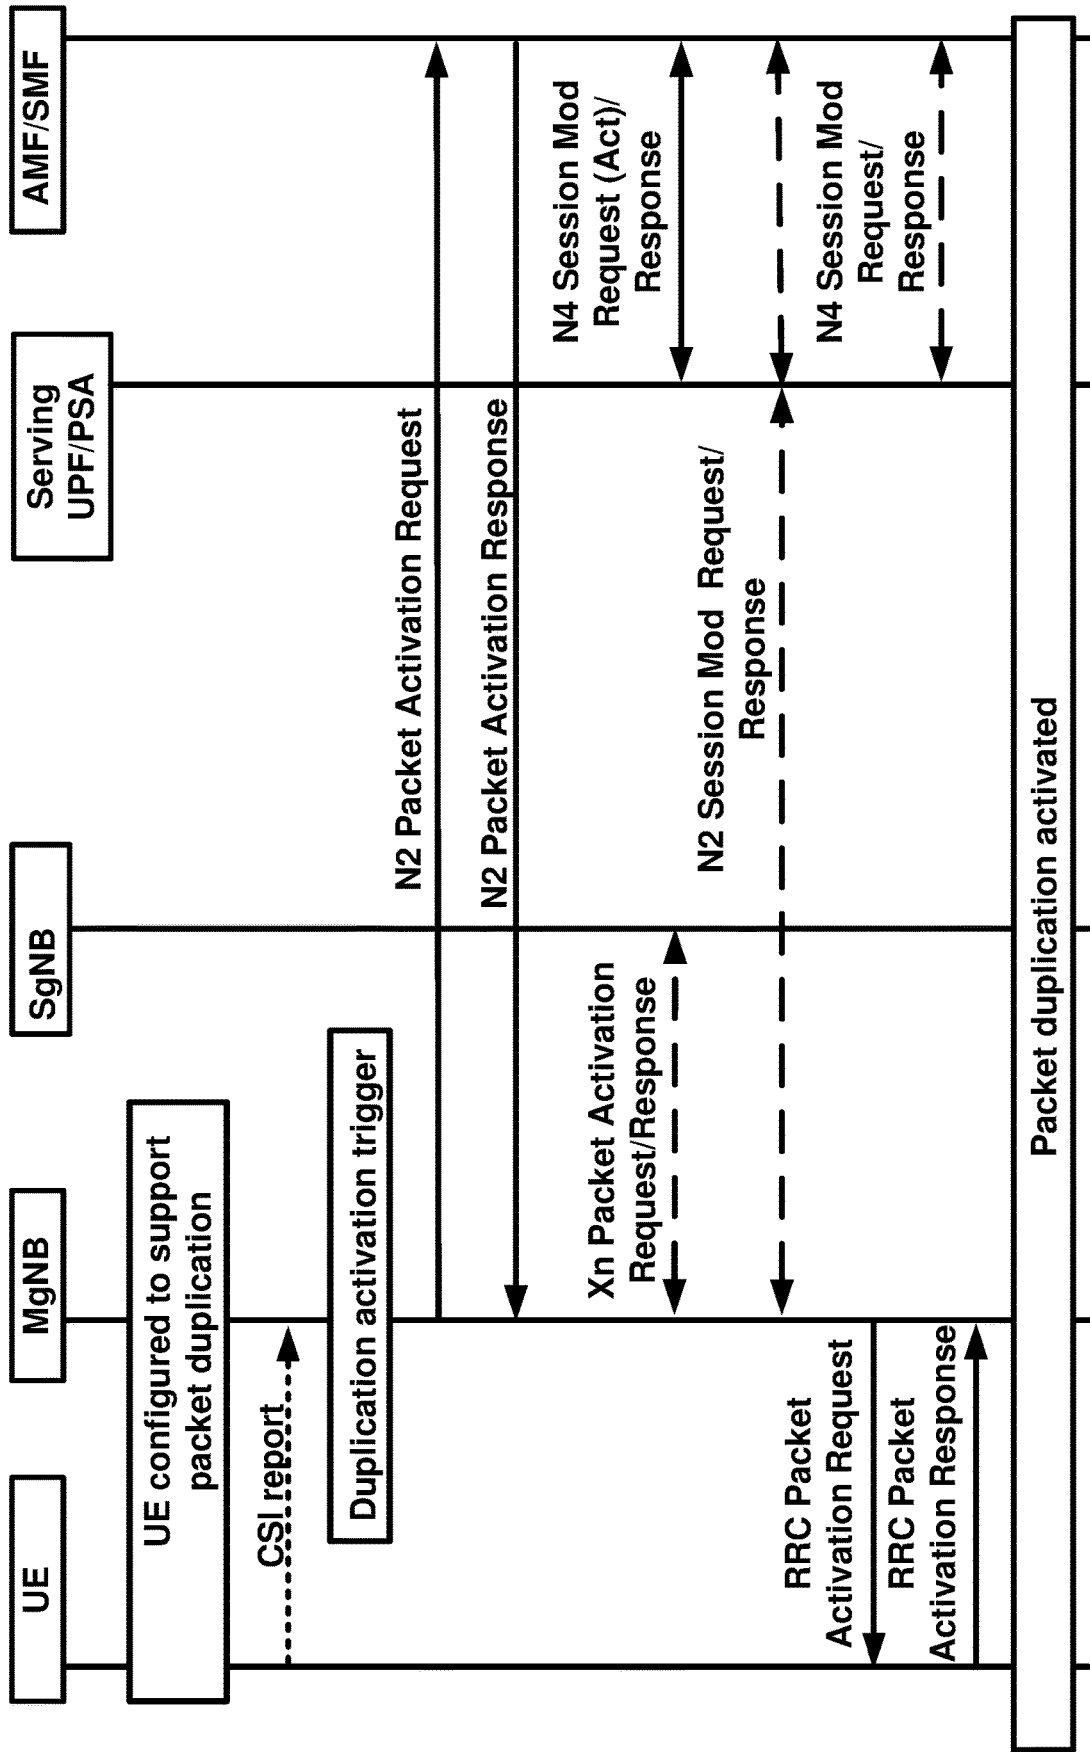 UE
MgNB
SgNB
Serving
UPF/PSA
AMF/SMF
UE configured to support
packet duplication
CSI report
Duplication activation trigger
N2 Packet Activation Request
N2 Packet Activation Response
Xn Packet Activation
Request/Response
N4 Session Mod
Request (Act)/
Response
N2 Session Mod Request/
Response
N4 Session Mod
Request/
Response
RRC Packet
Activation Request
RRC Packet
Activation Response
Packet duplication activated